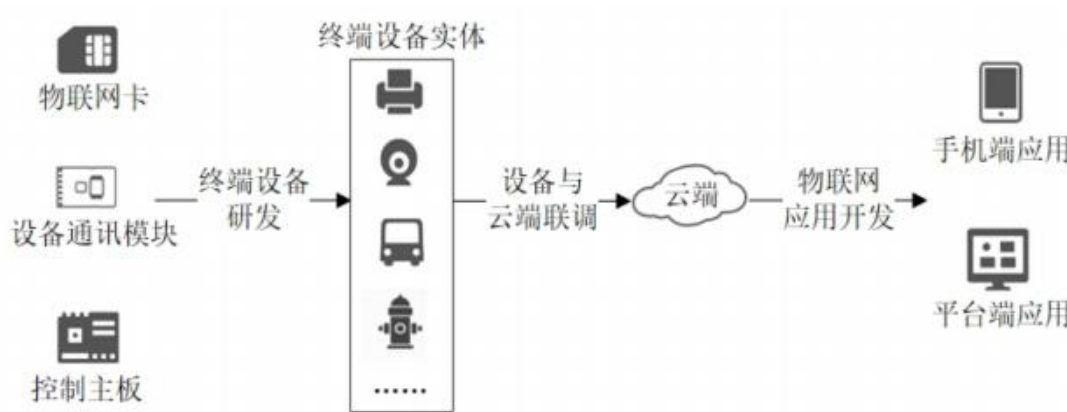 终端设备实体
物联网卡
设备通讯模块
控制主板
终端设备
研发
......
设备与
云端联调
云端
物联网
应用开发
手机端应用
平台端应用